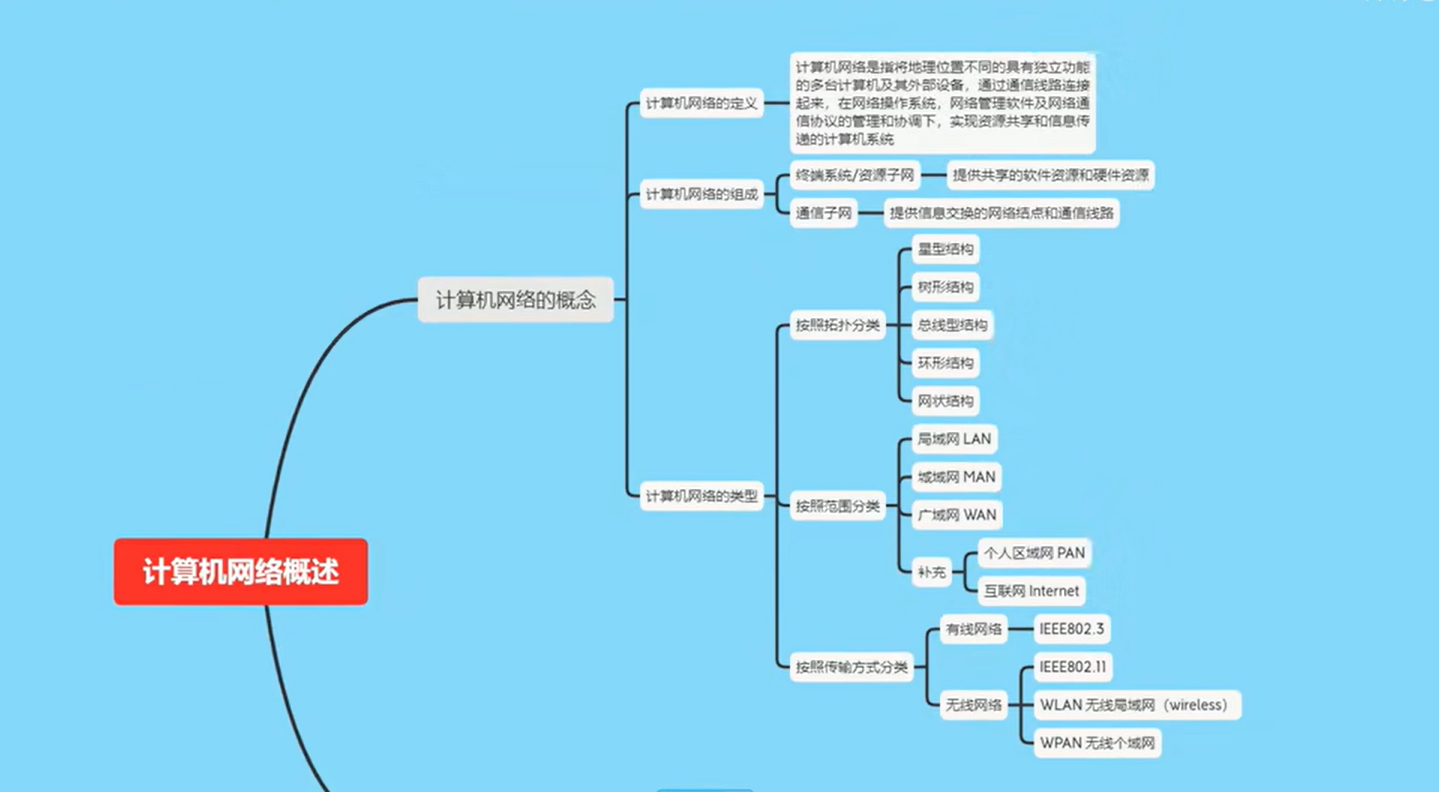 计算机网络的定义
计算机网络是指将地理位置不同的具有独立功能
的多台计算机及其外部设备，通过通信线路连接
起来，在网络操作系统，网络管理软件及网络通
信协议的管理和协调下，实现资源共享和信息传
递的计算机系统
计算机网络的组成
终端系统/资源子网
提供共享的软件资源和硬件资源
通信子网
提供信息交换的网络结点和通信线路
计算机网络的概念
星型结构
树形结构
按照拓扑分类
总线型结构
环形结构
网状结构
计算机网络的类型
局域网 LAN
城域网 MAN
按照范围分类
广域网 WAN
个人区域网 PAN
补充
互联网 Internet
计算机网络概述
有线网络
IEEE802.3
按照传输方式分类
IEEE802.11
无线网络
WLAN 无线局域网（wireless）
WPAN 无线个域网